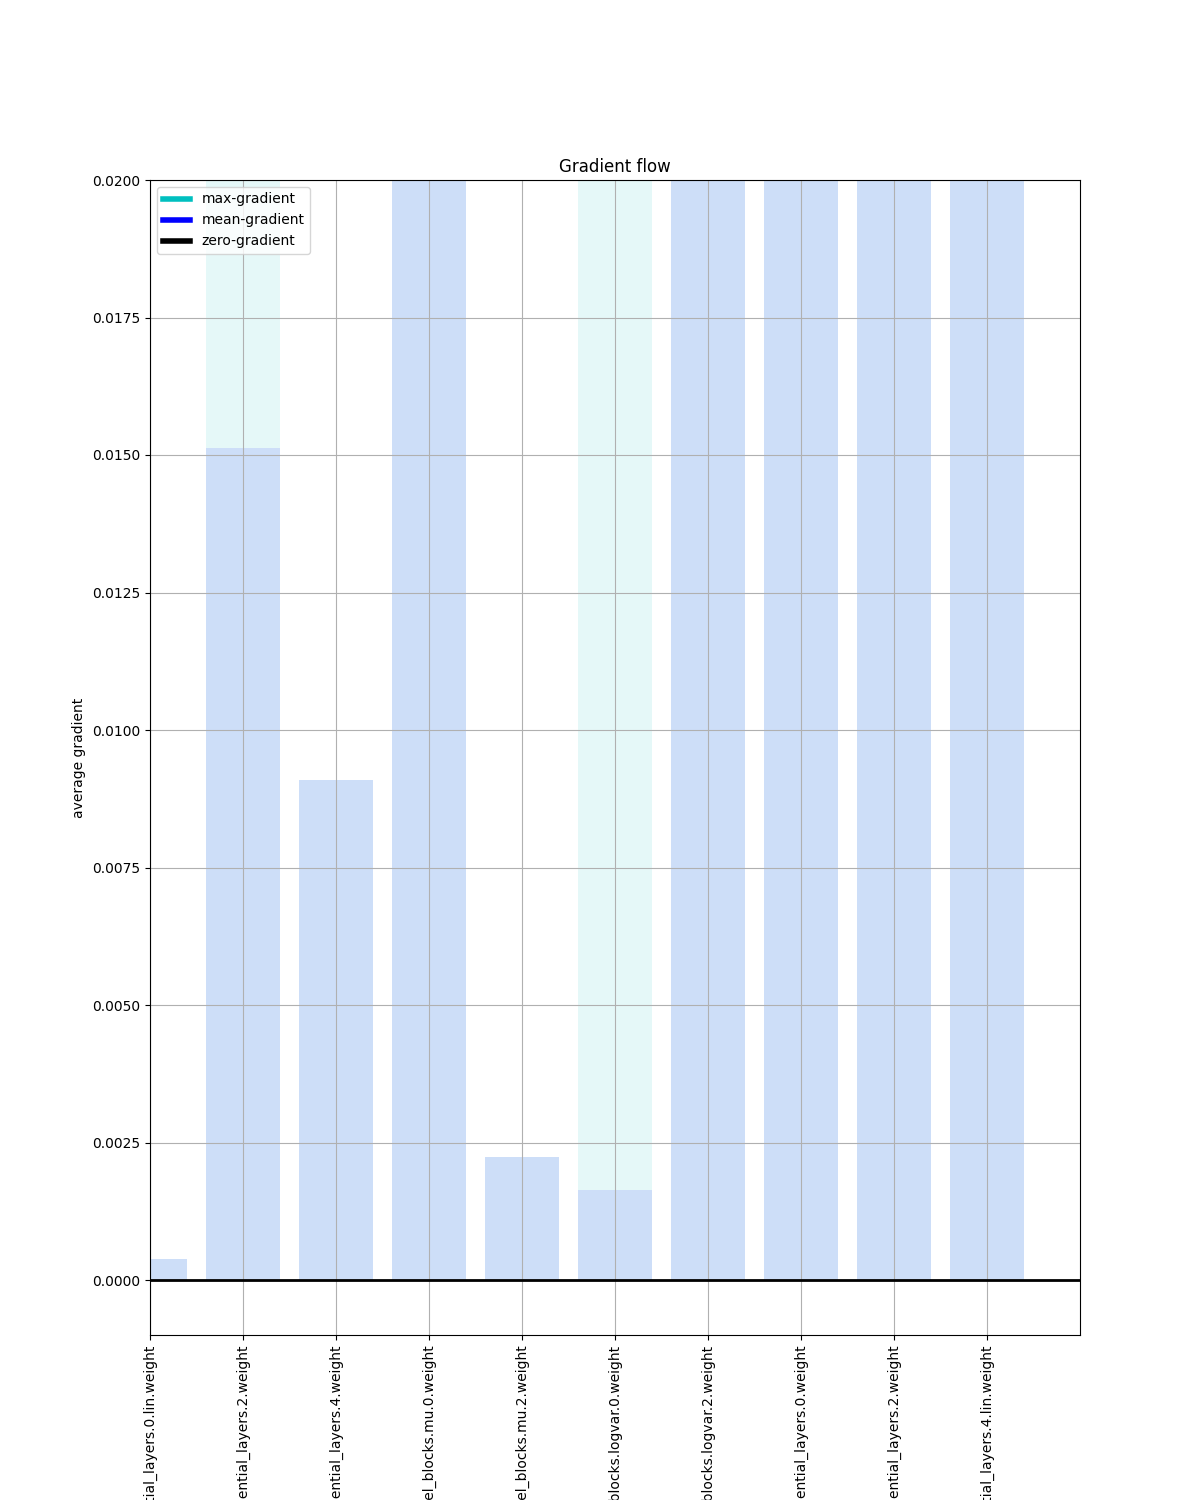 Gradient flow
max-gradient
mean-gradient
zero-gradient
0.0200
0.0175
0.0150
0.0125
0.0100
0.0075
0.0050
0.0025
0.0000
average gradient
tial_layers.0.lin.weight
ential_layers.2.weight
ential_layers.4.weight
el_blocks.mu.0.weight
el_blocks.mu.2.weight
blocks.logvar.0.weight
blocks.logvar.2.weight
ential_layers.0.weight
ential_layers.2.weight
tial_layers.4.lin.weight